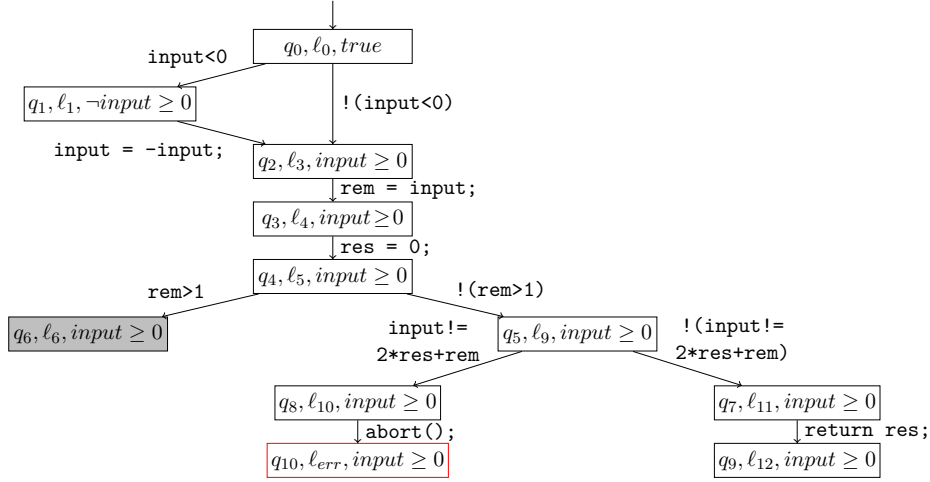 q₀, ℓ₀, true
input<0
!(input<0)
q₁, ℓ₁, ¬input ≥ 0
input = -input;
q₂, ℓ₃, input ≥ 0
rem = input;
q₃, ℓ₄, input ≥ 0
res = 0;
q₄, ℓ₅, input ≥ 0
rem>1
!(rem>1)
q₆, ℓ₆, input ≥ 0
input!=
2*res+rem
q₅, ℓ₉, input ≥ 0
!(input!=
2*res+rem)
q₈, ℓ₁₀, input ≥ 0
q₇, ℓ₁₁, input ≥ 0
abort();
return res;
q₁₀, ℓ_err, input ≥ 0
q₉, ℓ₁₂, input ≥ 0